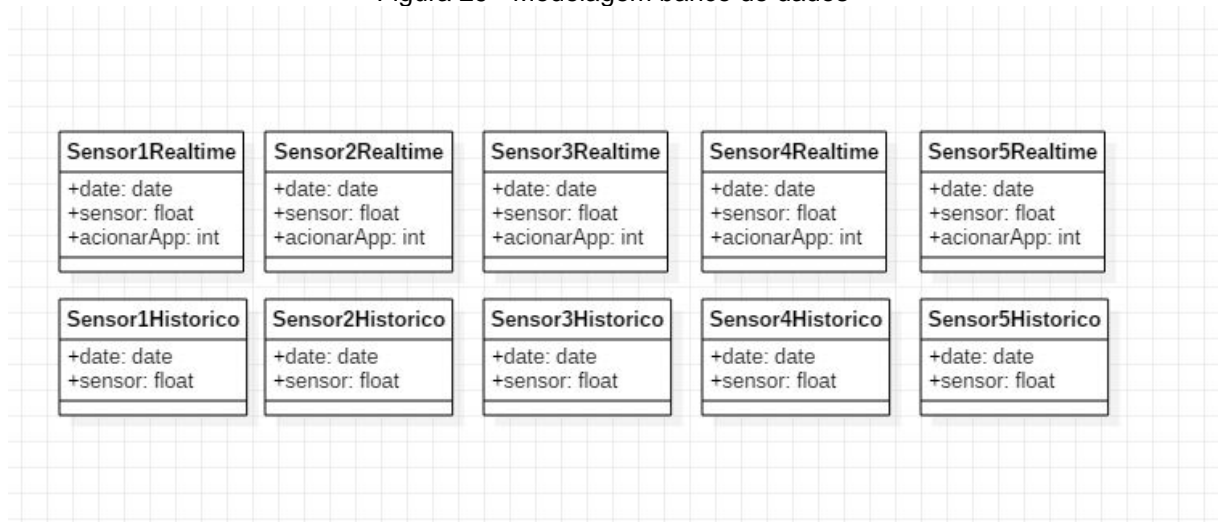 Sensor1Realtime
+date: date
+sensor: float
+acionarApp: int
Sensor2Realtime
+date: date
+sensor: float
+acionarApp: int
Sensor3Realtime
+date: date
+sensor: float
+acionarApp: int
Sensor4Realtime
+date: date
+sensor: float
+acionarApp: int
Sensor5Realtime
+date: date
+sensor: float
+acionarApp: int
Sensor1Historico
+date: date
+sensor: float
Sensor2Historico
+date: date
+sensor: float
Sensor3Historico
+date: date
+sensor: float
Sensor4Historico
+date: date
+sensor: float
Sensor5Historico
+date: date
+sensor: float